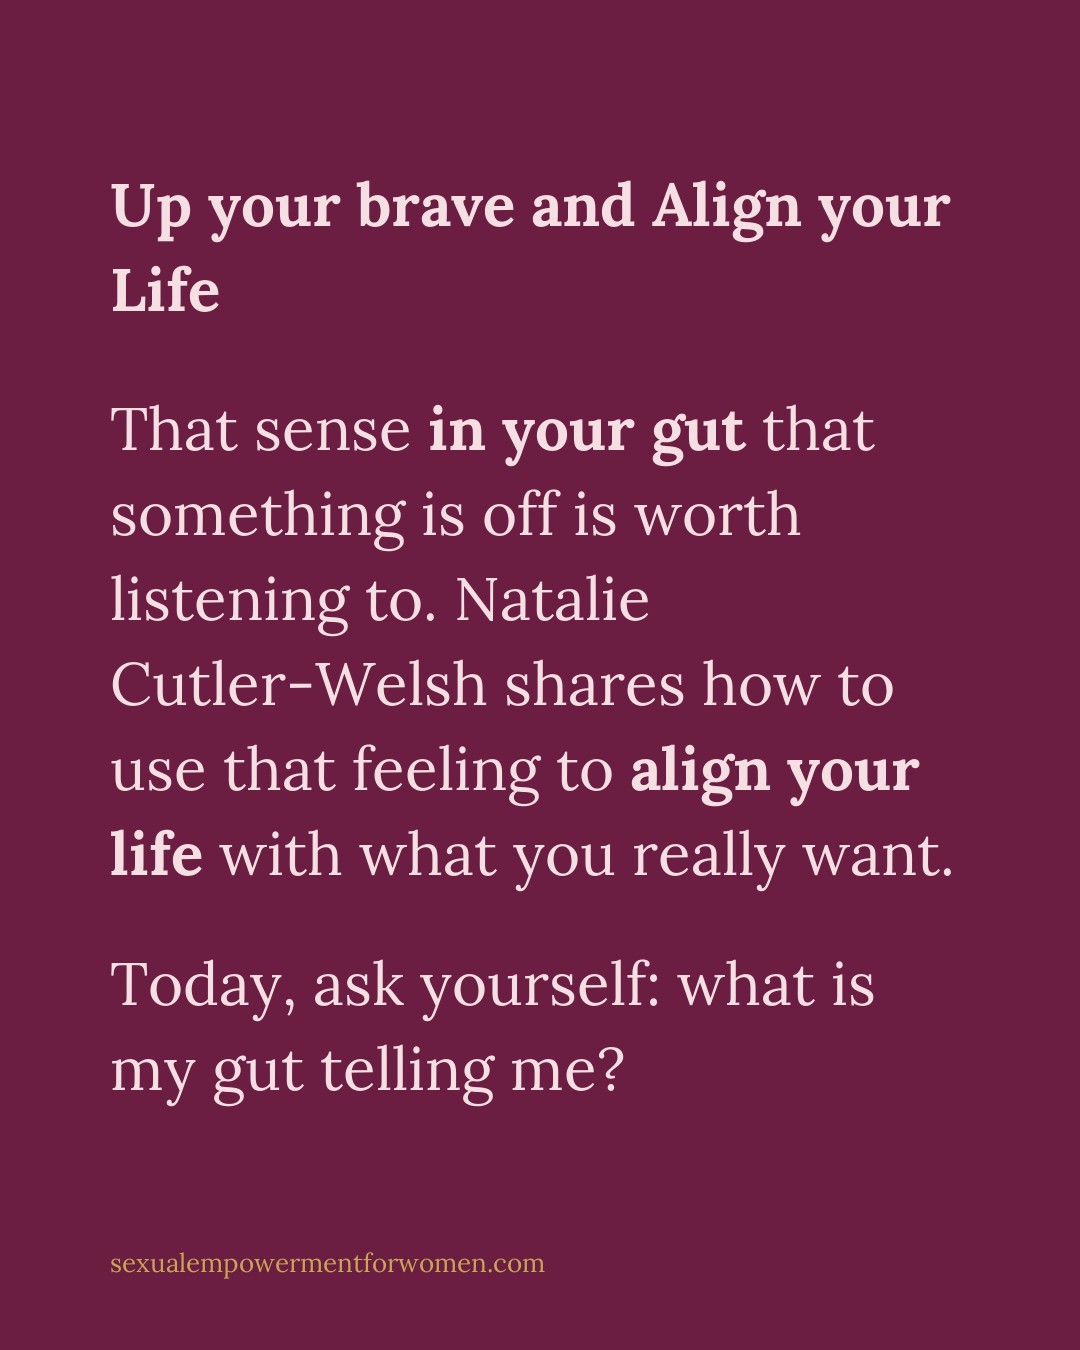 Up your brave and Align your
Life
That sense in your gut that
something is off is worth
listening to. Natalie
Cutler-Welsh shares how to
use that feeling to align your
life with what you really want.
Today, ask yourself: what is
my gut telling me?
sexualempowermentforwomen.com